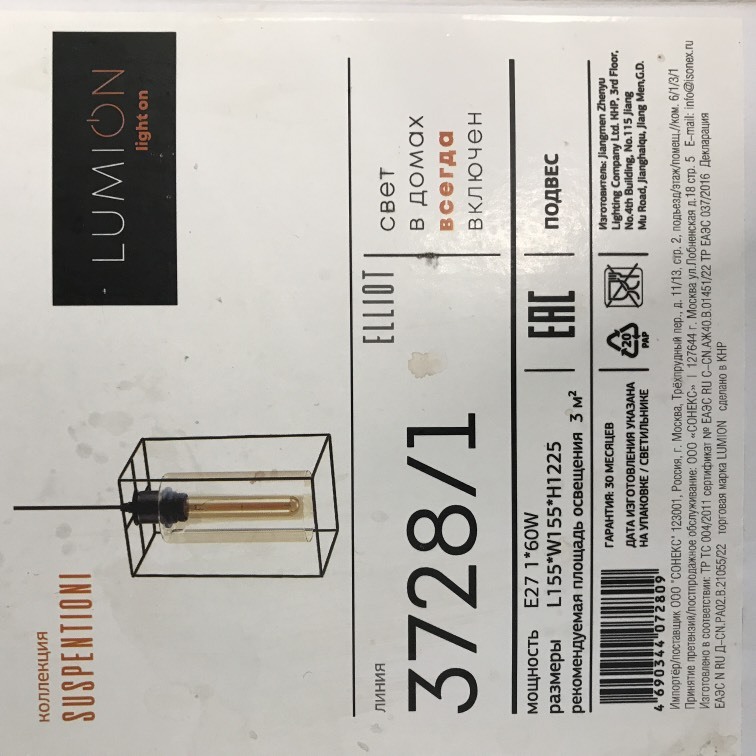 коллекция
SUSPENTIONI
LUMION
light on
линия
ELLIOT
3728/1
свет
в домах
всегда
включен
мощность E27 1*60W
размеры L155*W155*H1225
рекомендуемая площадь освещения 3 м²
EAC
ПОДВЕС
4 690344 072809
ГАРАНТИЯ: 30 МЕСЯЦЕВ
ДАТА ИЗГОТОВЛЕНИЯ УКАЗАНА
НА УПАКОВКЕ / СВЕТИЛЬНИКЕ
20
PAP
Изготовитель: Jiangmen Zhenyu
Lighting Company Ltd. KHP, 3rd Floor,
No.4th Building, No.115 Jiang
Mu Road, Jianghaiqu, Jiang Men,G.D.
Импортёр/поставщик ООО "СОНЕКС" 123001, Россия, г. Москва, Трёхпрудный пер., д. 11/13, стр. 2, подъезд/этаж/помещ.//ком. 6/1/3/1
Принятие претензий/постпродажное обслуживание: ООО «СОНЕКС» | 127644 г. Москва ул.Лобненская д.18 стр. 5 E-mail: info@isonex.ru
Изготовлено в соответствии: ТР ТС 004/2011 сертификат № ЕАЭС RU C-CN.АЖ40.В.01451/22 ТР ЕАЭС 037/2016 Декларация
ЕАЭС N RU Д-CN.РА02.В.21055/22 торговая марка LUMION сделано в КНР